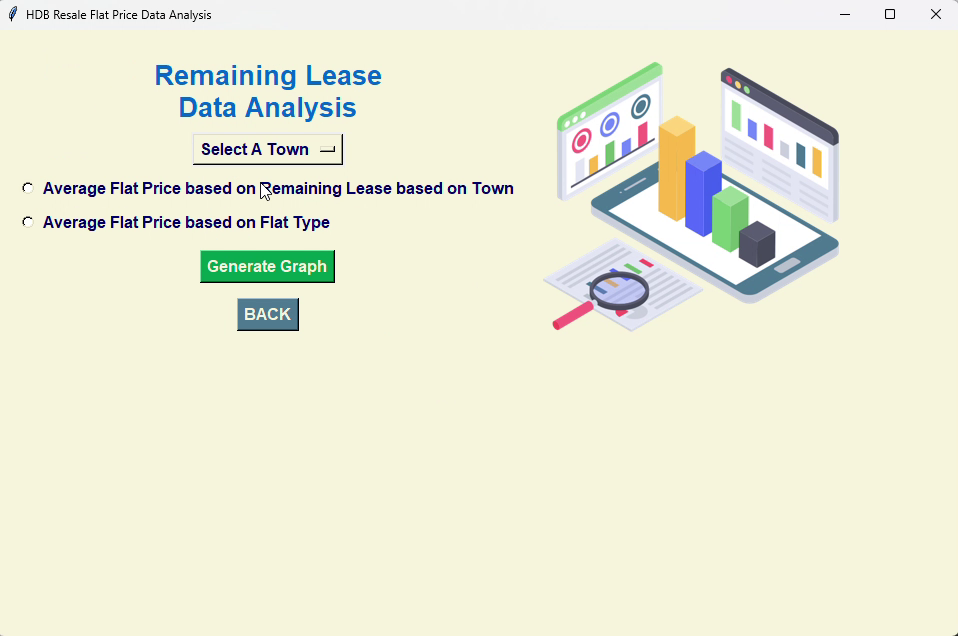 HDB Resale Flat Price Data Analysis
Remaining Lease
Data Analysis
Select A Town
Average Flat Price based on Remaining Lease based on Town
Average Flat Price based on Flat Type
Generate Graph
BACK